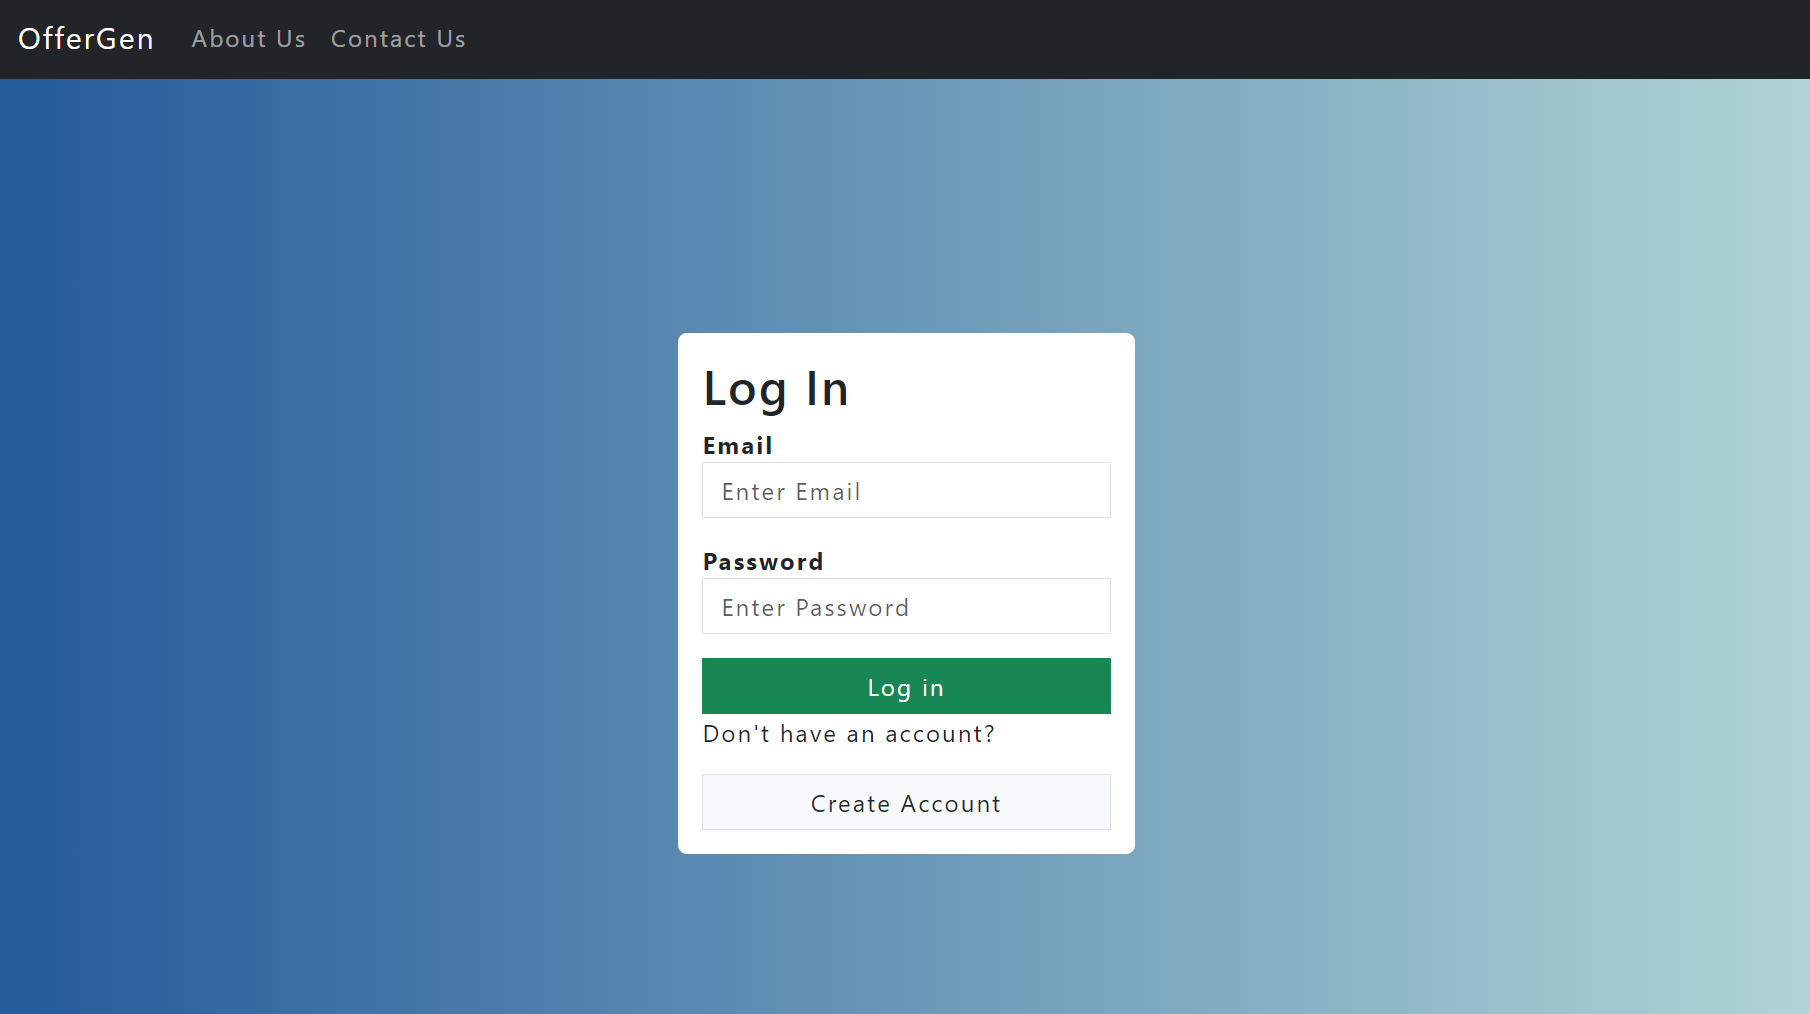 OfferGen About Us Contact Us
Log In
Email
Enter Email
Password
Enter Password
Log in
Don't have an account?
Create Account